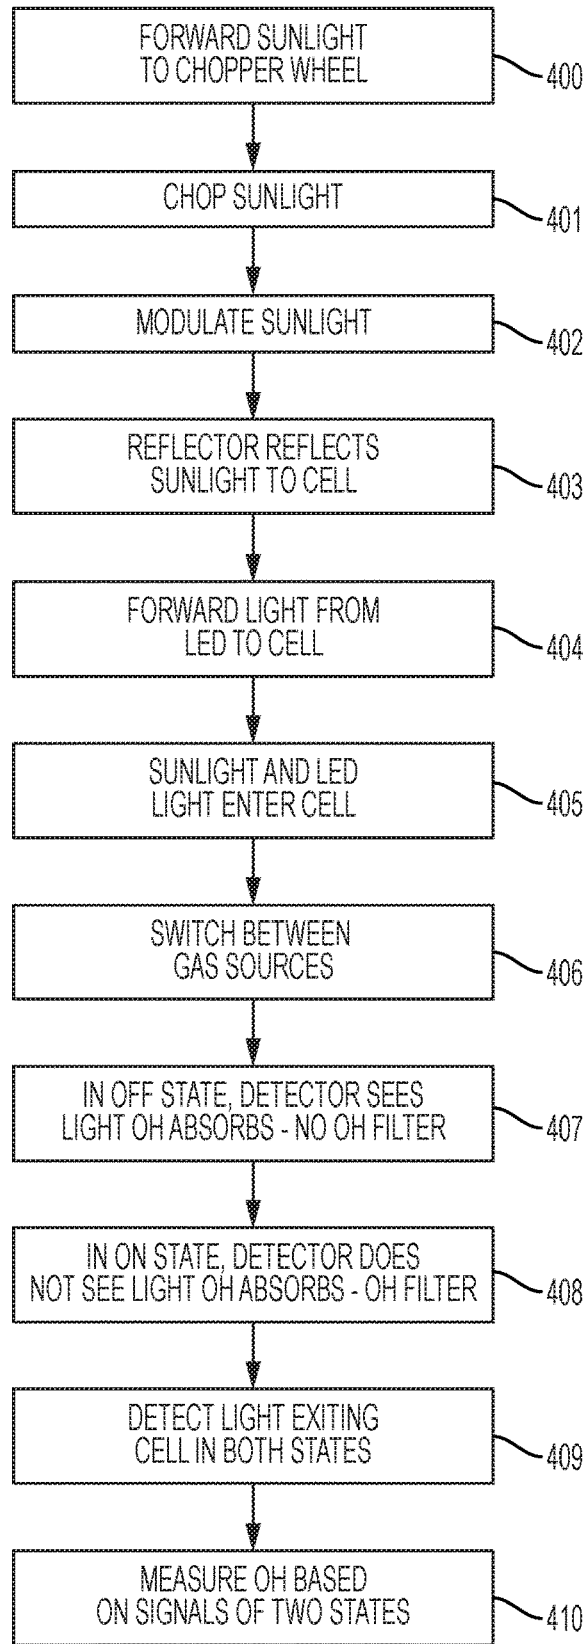 FORWARD SUNLIGHT
TO CHOPPER WHEEL
400
CHOP SUNLIGHT
401
MODULATE SUNLIGHT
402
REFLECTOR REFLECTS
SUNLIGHT TO CELL
403
FORWARD LIGHT FROM
LED TO CELL
404
SUNLIGHT AND LED
LIGHT ENTER CELL
405
SWITCH BETWEEN
GAS SOURCES
406
IN OFF STATE, DETECTOR SEES
LIGHT OH ABSORBS - NO OH FILTER
407
IN ON STATE, DETECTOR DOES
NOT SEE LIGHT OH ABSORBS - OH FILTER
408
DETECT LIGHT EXITING
CELL IN BOTH STATES
409
MEASURE OH BASED
ON SIGNALS OF TWO STATES
410